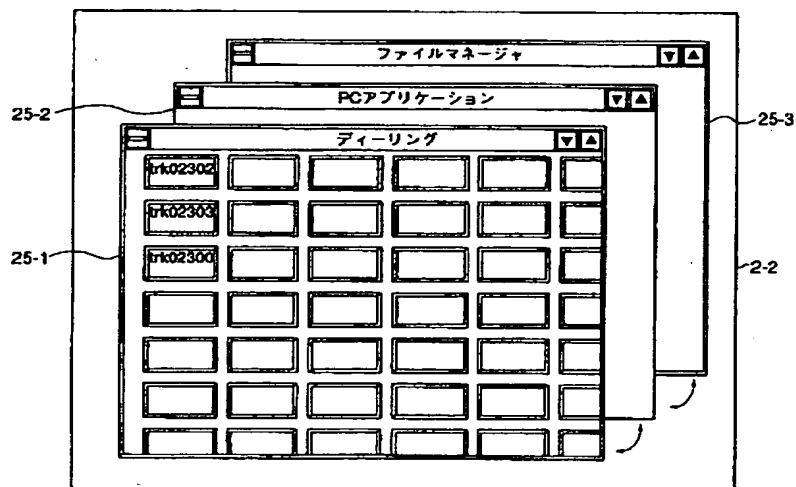 ファイルマネージャ
25-2
PCアプリケーション
25-3
ディーリング
trk02302
trk02303
25-1
trk02300
2-2